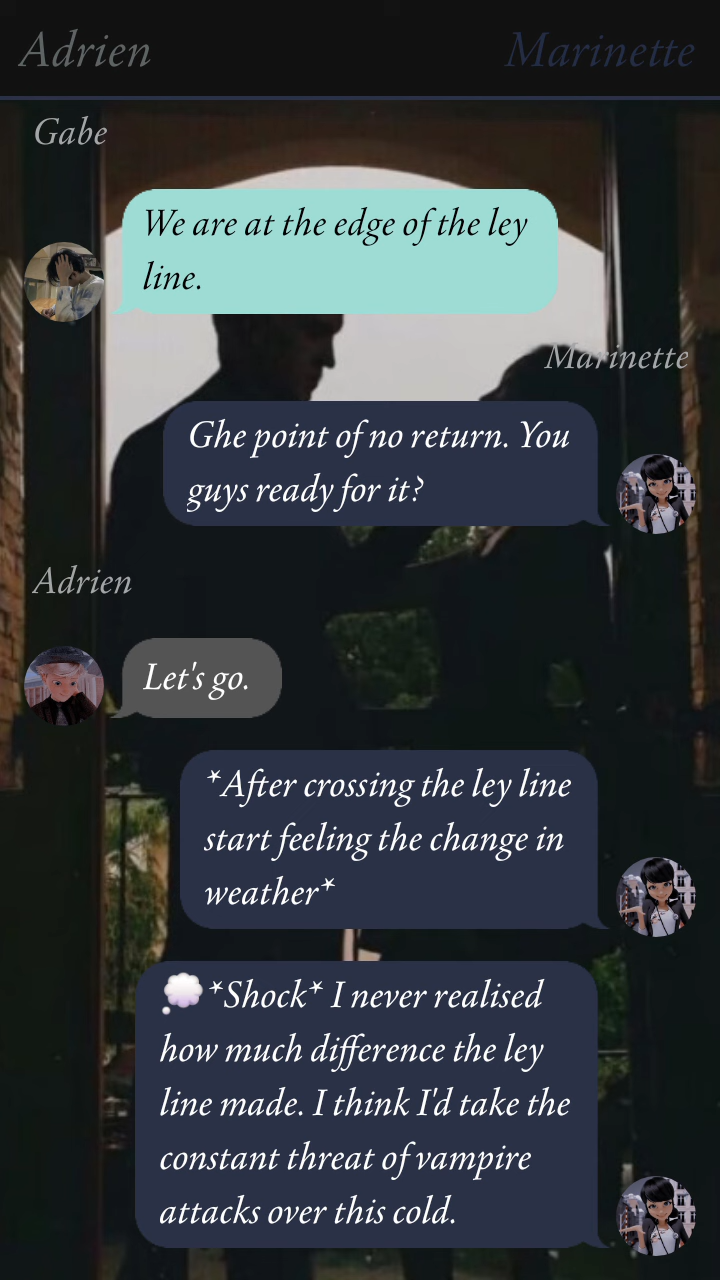 Adrien Marinette
Gabe
We are at the edge of the ley
line.
Marinette
Ghe point of no return. You
guys ready for it?
Adrien
Let's go.
*After crossing the ley line
start feeling the change in
weather*
💭*Shock* I never realised
how much difference the ley
line made. I think I'd take the
constant threat of vampire
attacks over this cold.